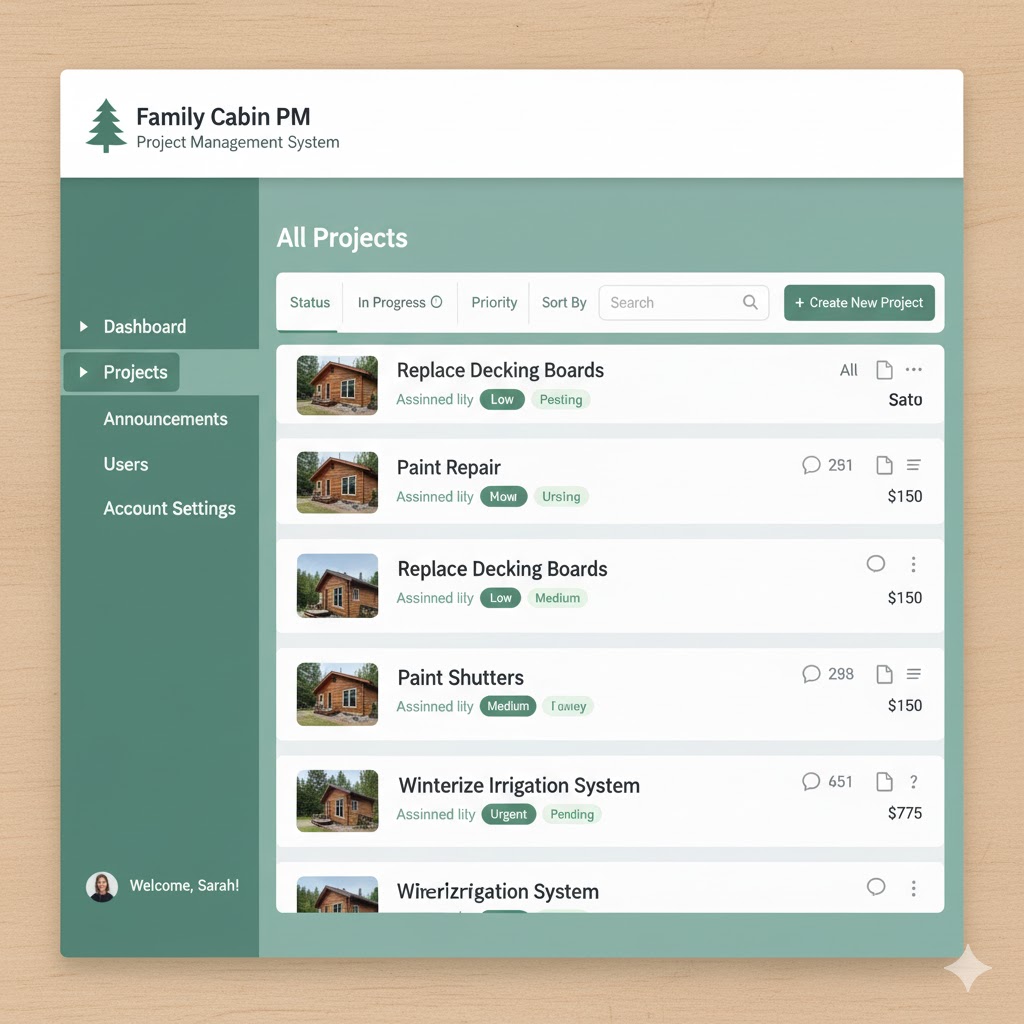 Family Cabin PM
Project Management System
Dashboard
Projects
Announcements
Users
Account Settings
Welcome, Sarah!
All Projects
Status In Progress Priority Sort By Search + Create New Project
Replace Decking Boards All
Assinned lily Low Pesting Sato
Paint Repair 291
Assinned lily Mow Ursing $150
Replace Decking Boards
Assinned lily Low Medium $150
Paint Shutters 298
Assinned lily Medium $150
Winterize Irrigation System 651 ?
Assinned lily Urgent Pending $775
Wirerizrigation System